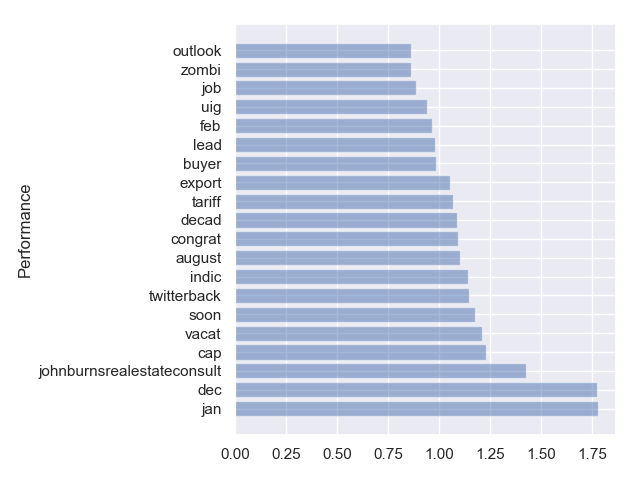 outlook
zombi
job
uig
feb
lead
buyer
export
tariff
decad
congrat
august
indic
twitterback
soon
vacat
cap
johnburnsrealestateconsult
dec
jan
Performance
0.00 0.25 0.50 0.75 1.00 1.25 1.50 1.75